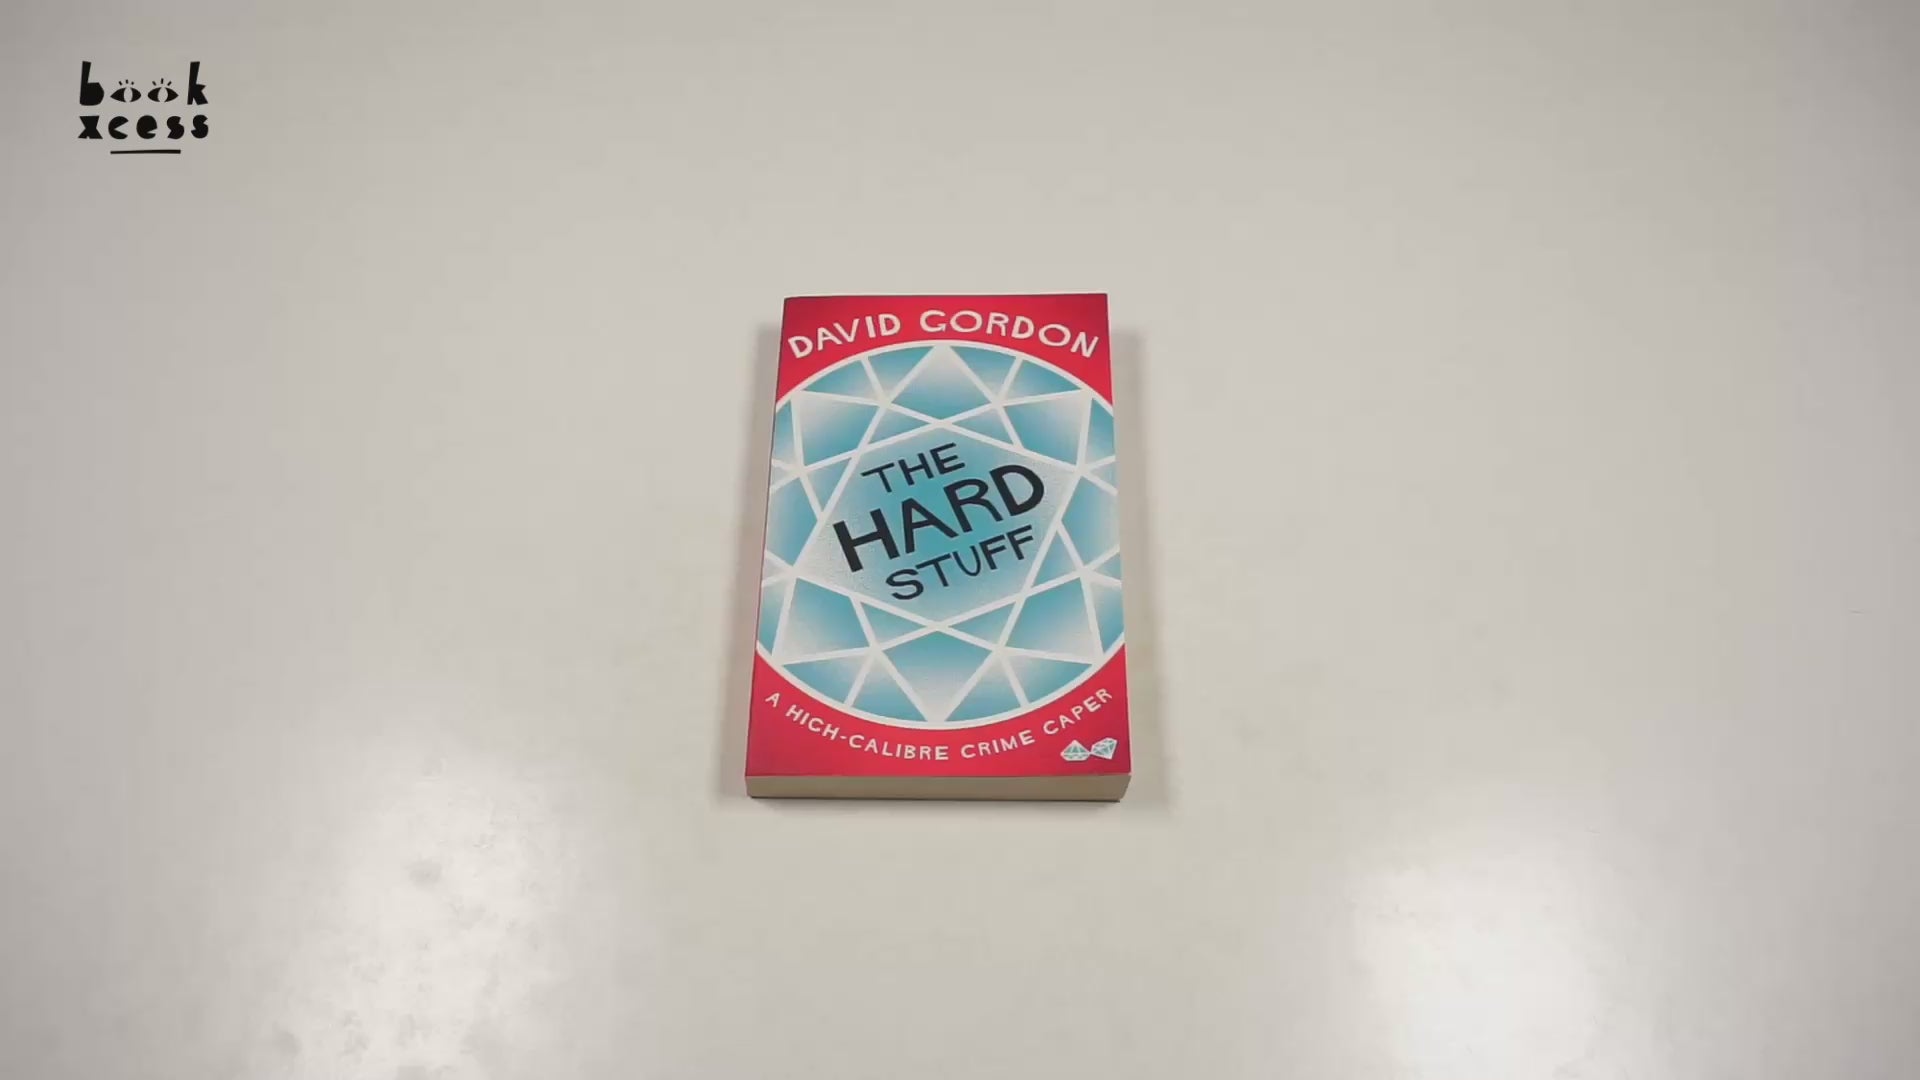 book
xcess
DAVID GORDON
THE
HARD
STUFF
A HIGH-CALIBRE CRIME CAPER